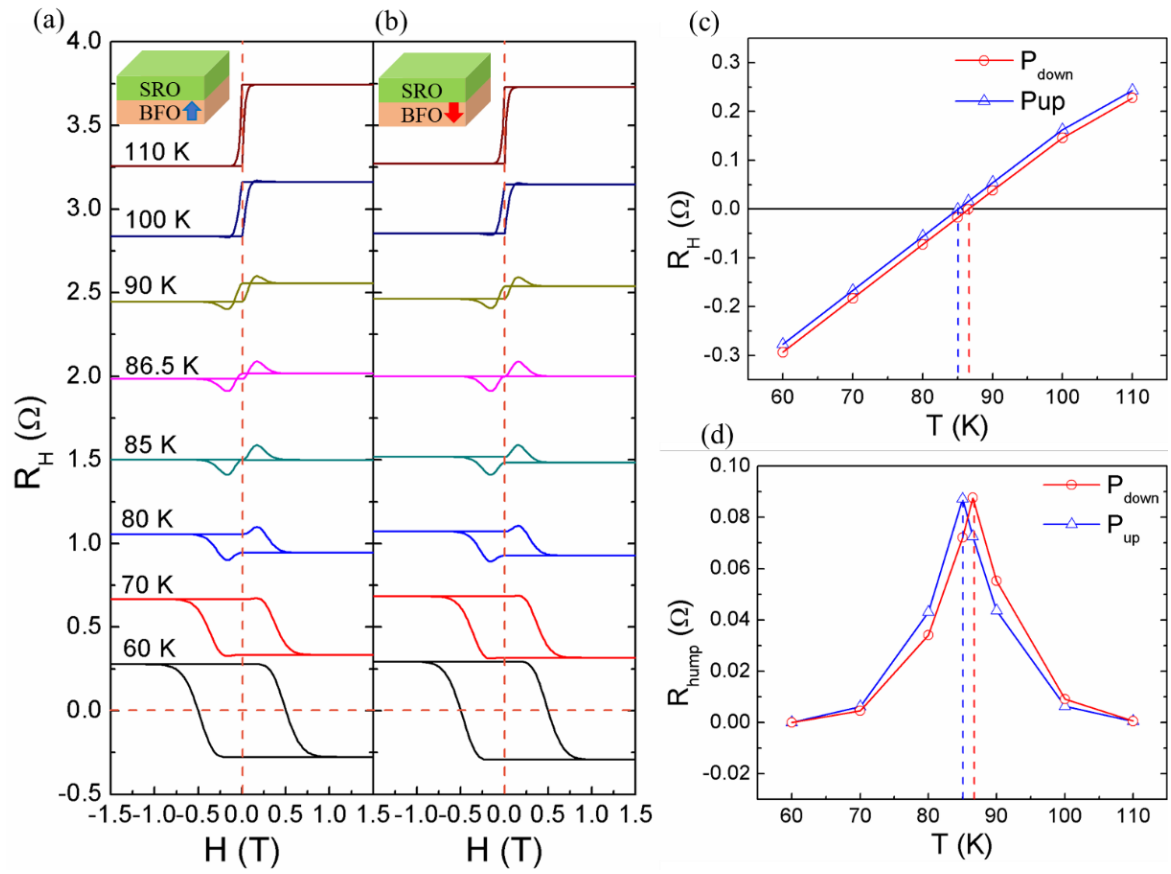 (a)
(b)
4.0
3.5
3.0
2.5
2.0
1.5
1.0
0.5
0.0
-0.5
R_H (Ω)
SRO
BFO
110 K
100 K
90 K
86.5 K
85 K
80 K
70 K
60 K
SRO
BFO
-1.5 -1.0 -0.5 0.0 0.5 1.0 -1.5 -1.0 -0.5 0.0 0.5 1.0 1.5
H (T) H (T)
(c)
P_down
Pup
0.3
0.2
0.1
0.0
-0.1
-0.2
-0.3
R_H (Ω)
60 70 80 90 100 110
T (K)
(d)
P_down
P_up
0.10
0.08
0.06
0.04
0.02
0.00
-0.02
R_hump (Ω)
60 70 80 90 100 110
T (K)